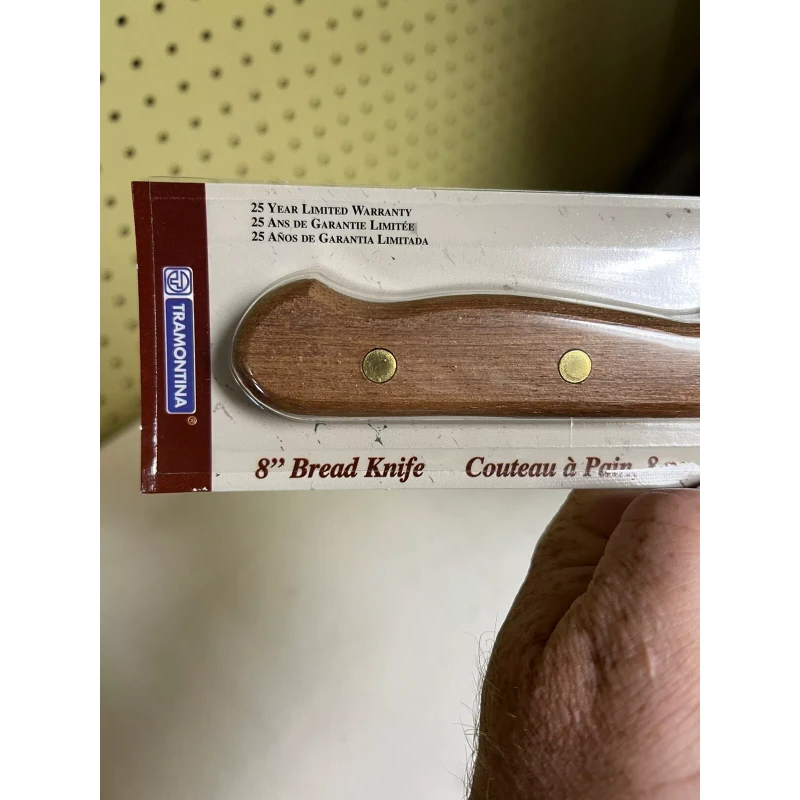 25 YEAR LIMITED WARRANTY
25 ANS DE GARANTIE LIMITÉE
25 AÑOS DE GARANTIA LIMITADA
TRAMONTINA®
8” Bread Knife Couteau à Pain, 8